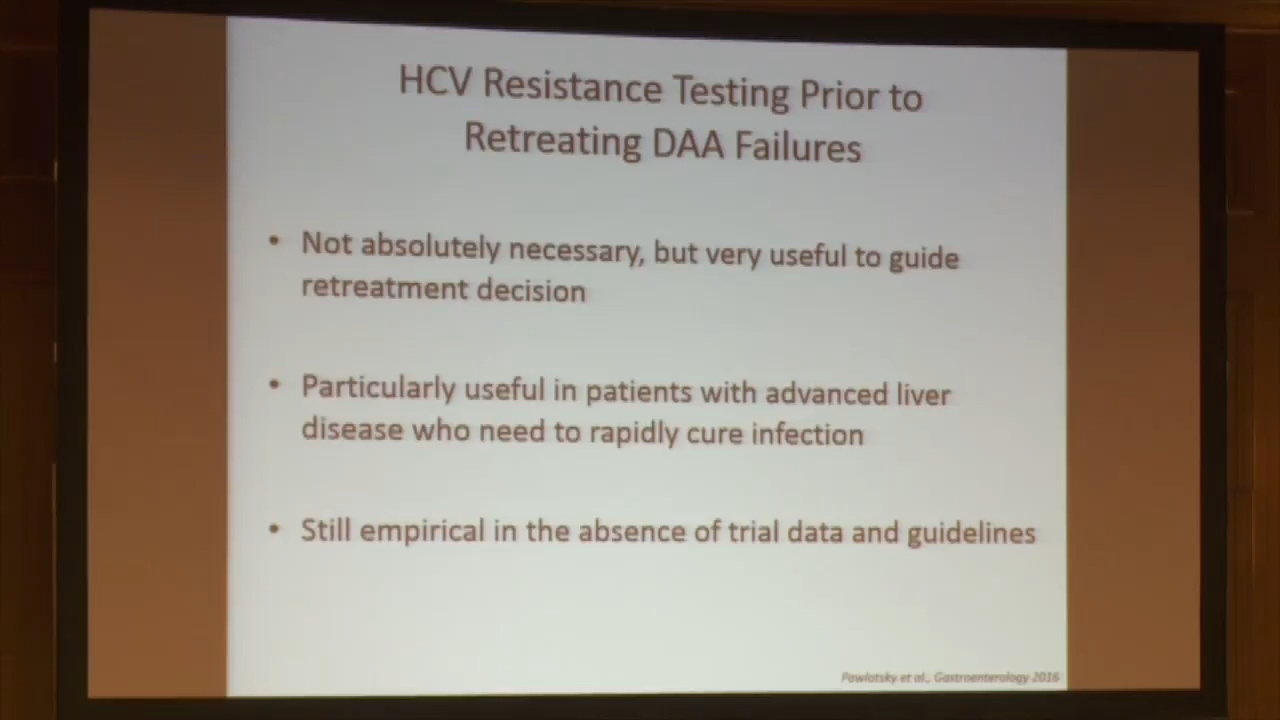 HCV Resistance Testing Prior to
Retreating DAA Failures
• Not absolutely necessary, but very useful to guide
retreatment decision
• Particularly useful in patients with advanced liver
disease who need to rapidly cure infection
• Still empirical in the absence of trial data and guidelines
Pawlotsky et al., Gastroenterology 2016